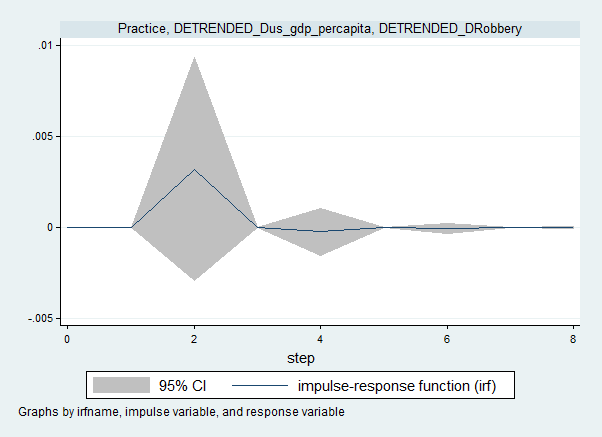 Practice, DETRENDED_Dus_gdp_percapita, DETRENDED_DRobbery
.01
.005
0
-.005
0 2 4 6 8
step
95% CI impulse-response function (irf)
Graphs by irfname, impulse variable, and response variable